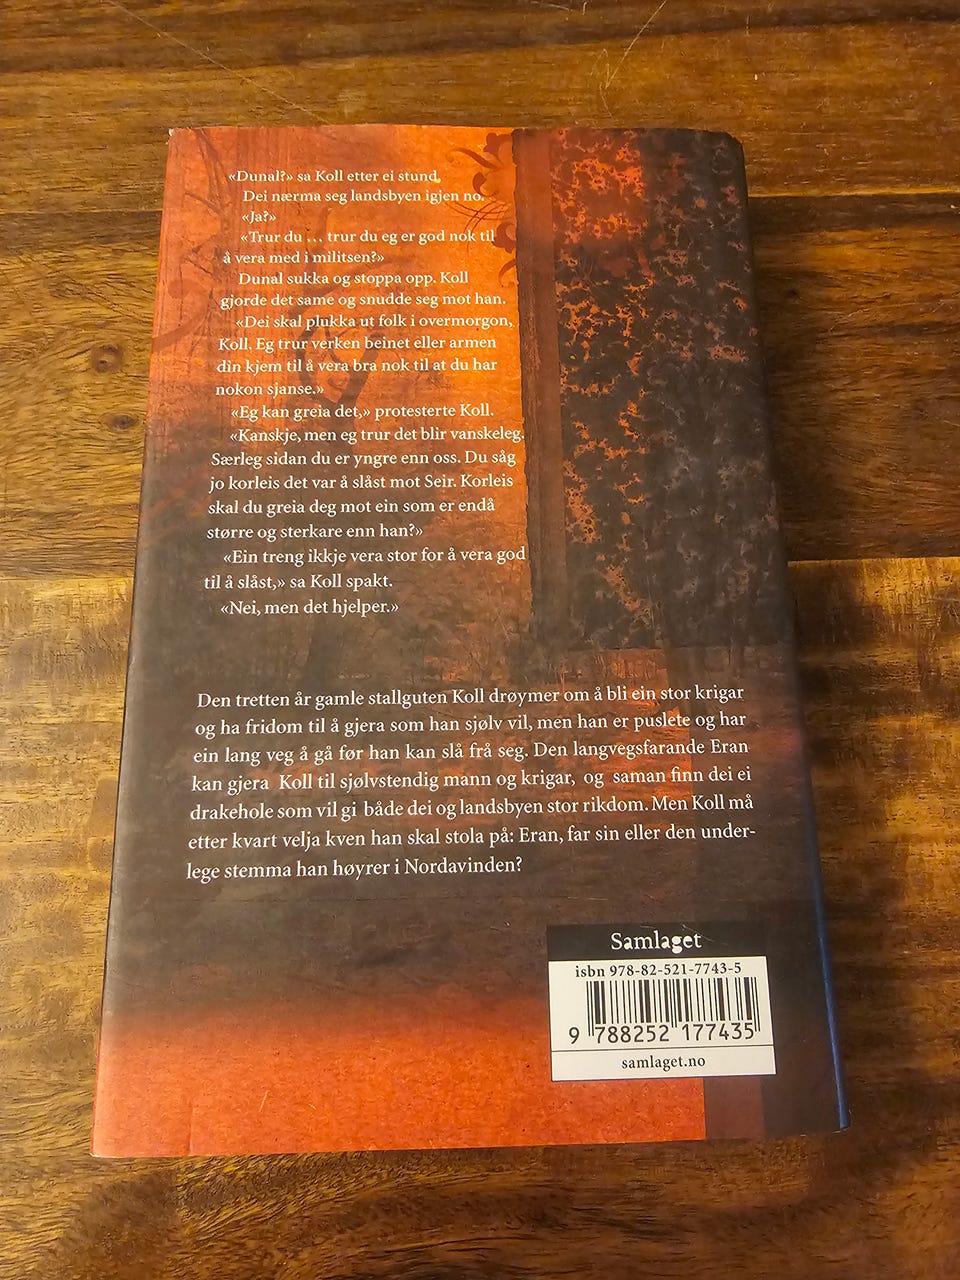 «Dunal?» sa Koll etter ei stund.
Dei nærma seg landsbyen igjen no.
«Ja?»
«Trur du ... trur du eg er god nok til
å vera med i militsen?»
Dunal sukka og stoppa opp. Koll
gjorde det same og snudde seg mot han.
«Dei skal plukka ut folk i overmorgon,
Koll. Eg trur verken beinet eller armen
din kjem til å vera bra nok til at du har
nokon sjanse.»
«Eg kan greia det,» protesterte Koll.
«Kanskje, men eg trur det blir vanskeleg.
Særleg sidan du er yngre enn oss. Du såg
jo korleis det var å slåst mot Seir. Korleis
skal du greia deg mot ein som er endå
større og sterkare enn han?»
«Ein treng ikkje vera stor for å vera god
til å slåst,» sa Koll spakt.
«Nei, men det hjelper.»
Den tretten år gamle stallguten Koll drøymer om å bli ein stor krigar
og ha fridom til å gjera som han sjølv vil, men han er puslete og har
ein lang veg å gå før han kan slå frå seg. Den langvegsfarande Eran
kan gjera Koll til sjølvstendig mann og krigar, og saman finn dei ei
drakehole som vil gi både dei og landsbyen stor rikdom. Men Koll må
etter kvart velja kven han skal stola på: Eran, far sin eller den under-
lege stemma han høyrer i Nordavinden?
Samlaget
isbn 978-82-521-7743-5
9 788252 177435
samlaget.no